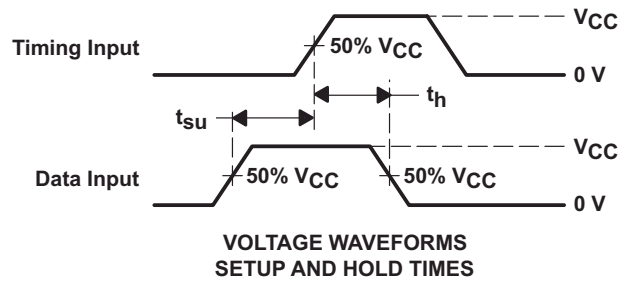 VCC
Timing Input
50% VCC
0 V
th
tsu
VCC
Data Input
50% VCC
50% VCC
0 V
VOLTAGE WAVEFORMS
SETUP AND HOLD TIMES